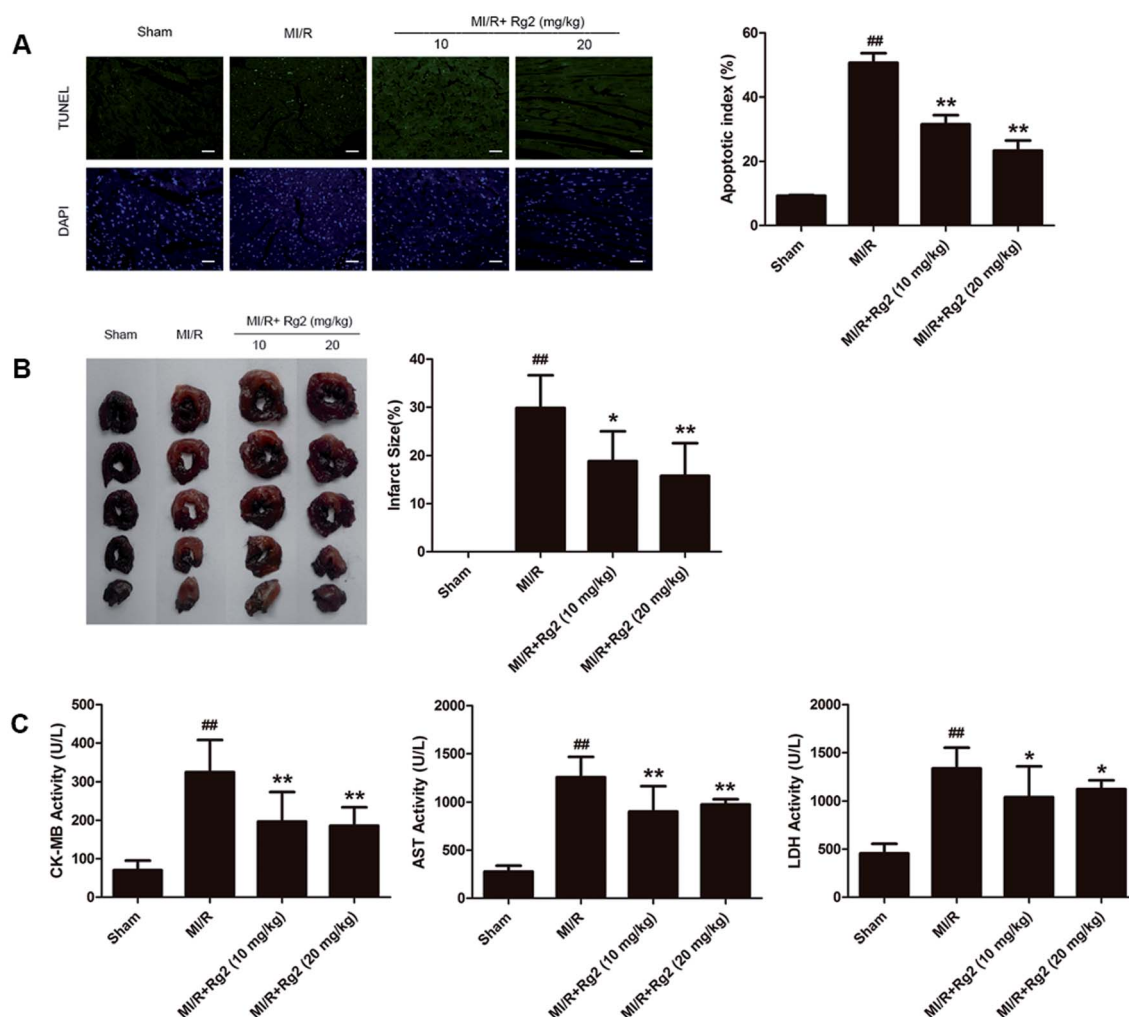 A
Sham
MI/R
MI/R+ Rg2 (mg/kg)
10
20
TUNEL
DAPI
Apoptotic index (%)
60
40
20
0
##
**
**
Sham
MI/R
MI/R+Rg2 (10 mg/kg)
MI/R+Rg2 (20 mg/kg)
B
Sham
MI/R
MI/R+ Rg2 (mg/kg)
10
20
Infarct Size(%)
40
30
20
10
0
##
*
**
Sham
MI/R
MI/R+Rg2 (10 mg/kg)
MI/R+Rg2 (20 mg/kg)
C
CK-MB Activity (U/L)
500
400
300
200
100
0
##
**
**
Sham
MI/R
MI/R+Rg2 (10 mg/kg)
MI/R+Rg2 (20 mg/kg)
AST Activity (U/L)
2000
1500
1000
500
0
##
**
**
Sham
MI/R
MI/R+Rg2 (10 mg/kg)
MI/R+Rg2 (20 mg/kg)
LDH Activity (U/L)
2000
1500
1000
500
0
##
*
*
Sham
MI/R
MI/R+Rg2 (10 mg/kg)
MI/R+Rg2 (20 mg/kg)